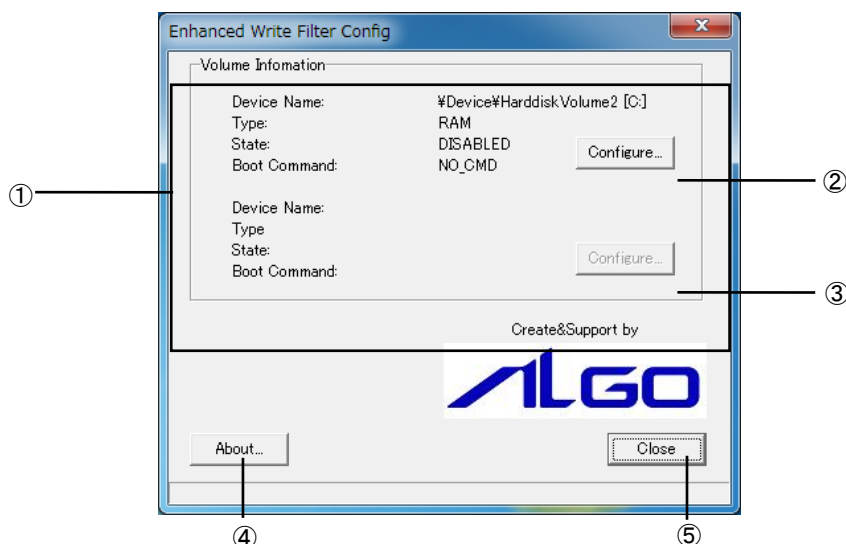 Enhanced Write Filter Config
Volume Infomation
Device Name: ¥Device¥HarddiskVolume2 [C:]
Type: RAM
State: DISABLED
Boot Command: NO_CMD
Configure...
①
②
Device Name:
Type
State:
Boot Command:
Configure...
③
Create&Support by
ALGO
About...
Close
④
⑤